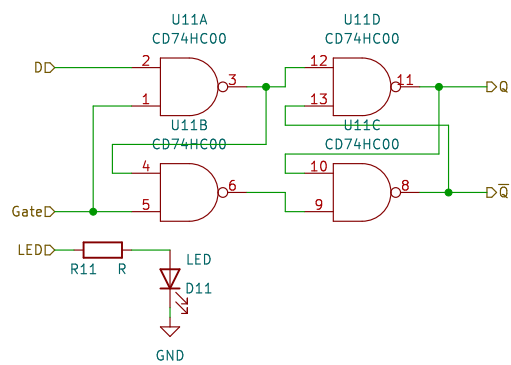 U11A
CD74HC00
U11D
CD74HC00
D
2
1
3
12
13
11
Q
U11B
CD74HC00
U11C
CD74HC00
4
5
6
10
9
8
Q̅
Gate
LED
R11
R
LED
D11
GND